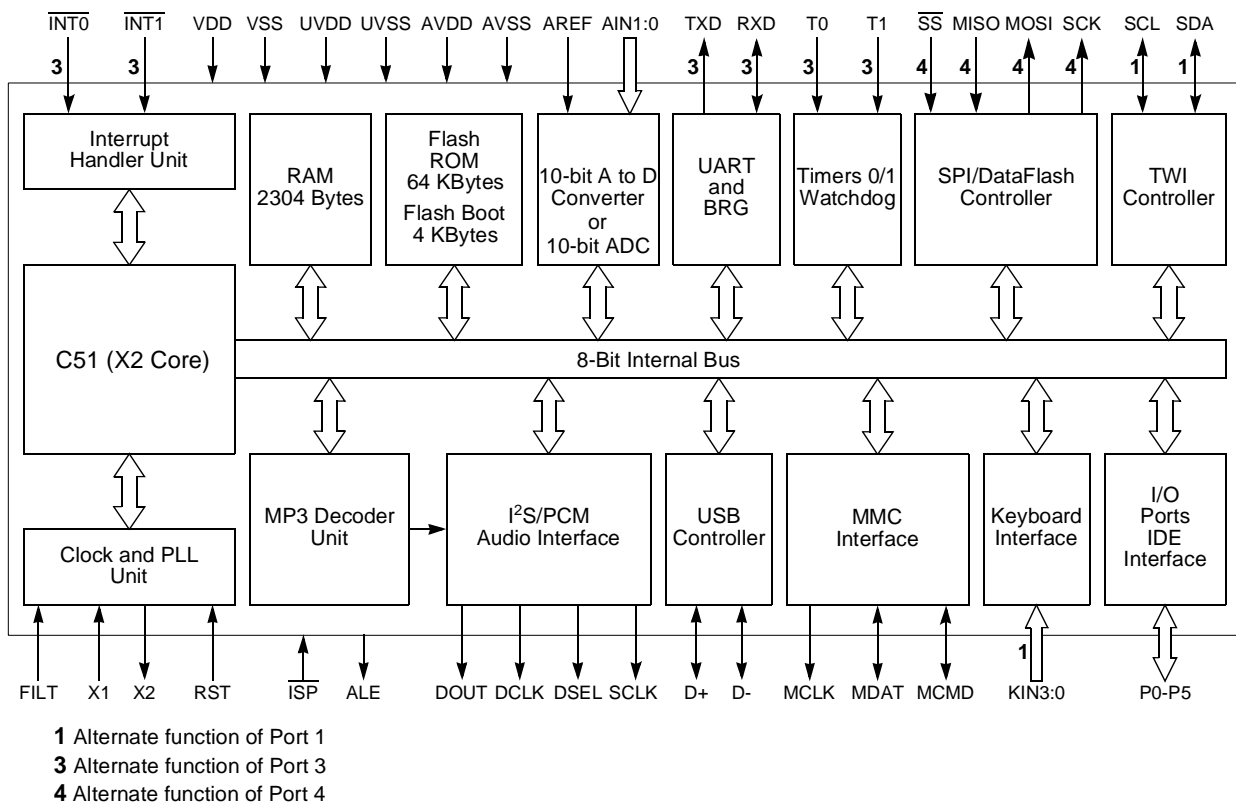 INT0 INT1 VDD VSS UVDD UVSS AVDD AVSS AREF AIN1:0 TXD RXD T0 T1 SS MISO MOSI SCK SCL SDA
3 3 3 3 3 3 4 4 4 4 1 1
Interrupt
Handler Unit
RAM
2304 Bytes
Flash
ROM
64 KBytes
Flash Boot
4 KBytes
10-bit A to D
Converter
or
10-bit ADC
UART
and
BRG
Timers 0/1
Watchdog
SPI/DataFlash
Controller
TWI
Controller
C51 (X2 Core)
8-Bit Internal Bus
Clock and PLL
Unit
MP3 Decoder
Unit
I²S/PCM
Audio Interface
USB
Controller
MMC
Interface
Keyboard
Interface
I/O
Ports
IDE
Interface
1
FILT X1 X2 RST ISP ALE DOUT DCLK DSEL SCLK D+ D- MCLK MDAT MCMD KIN3:0 P0-P5
1 Alternate function of Port 1
3 Alternate function of Port 3
4 Alternate function of Port 4